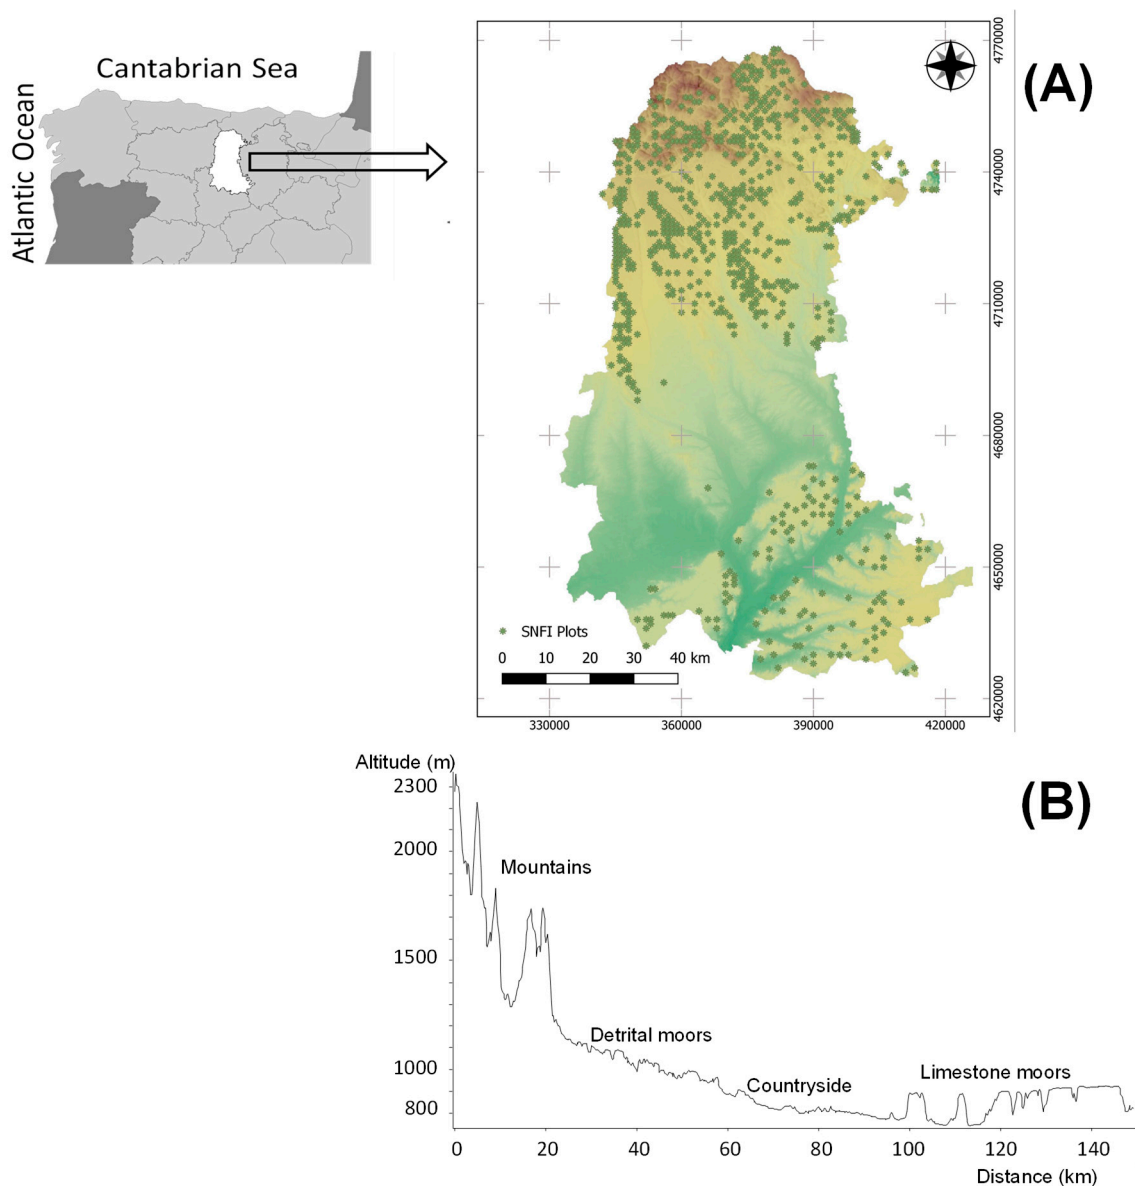 Cantabrian Sea
Atlantic Ocean
(A)
4770000
4740000
4710000
4680000
4650000
4620000
SNFI Plots
0 10 20 30 40 km
330000 360000 390000 420000
Altitude (m)
(B)
2300
2000
Mountains
1500
Detrital moors
1000
Limestone moors
Countryside
800
0 20 40 60 80 100 120 140
Distance (km)